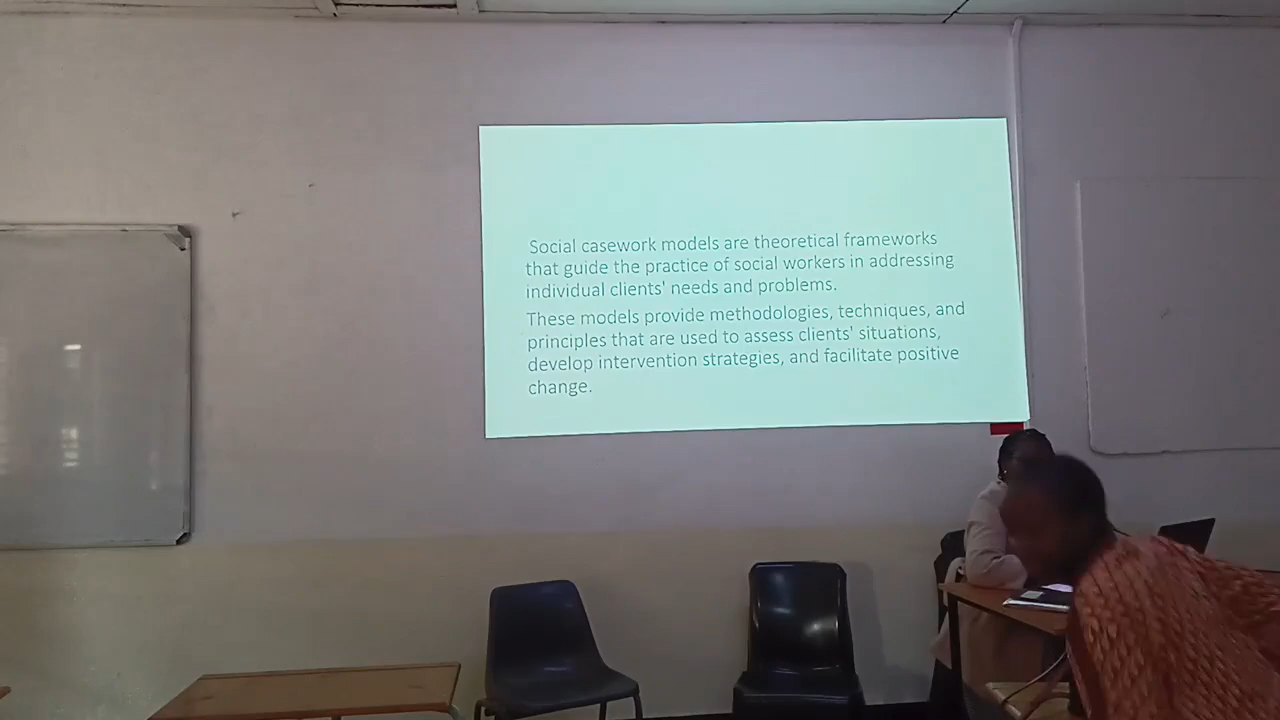 Social casework models are theoretical frameworks
that guide the practice of social workers in addressing
individual clients' needs and problems.
These models provide methodologies, techniques, and
principles that are used to assess clients' situations,
develop intervention strategies, and facilitate positive
change.